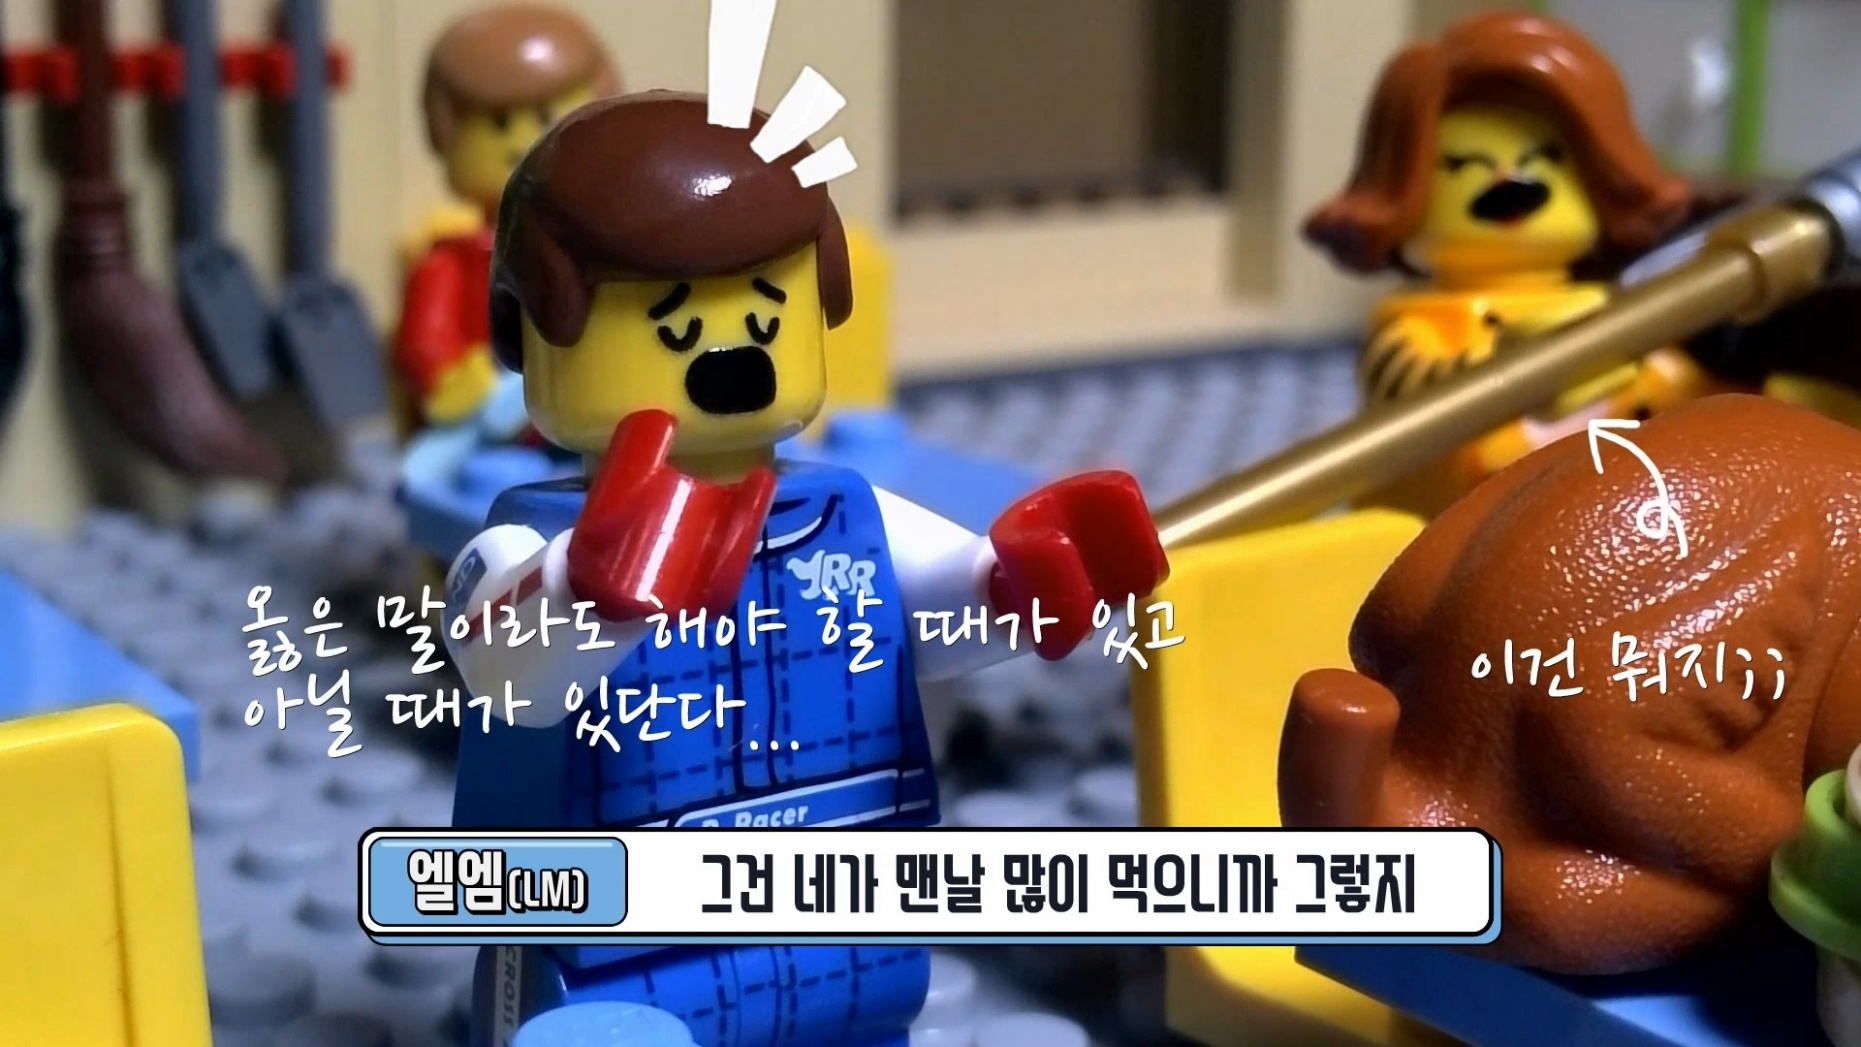 YRR
옳은 말이라도 해야 할 때가 있고
아닐 때가 있단다...
이건 뭐지;;
Racer
엘엠(LM) 그건 네가 맨날 많이 먹으니까 그렇지
CROSS